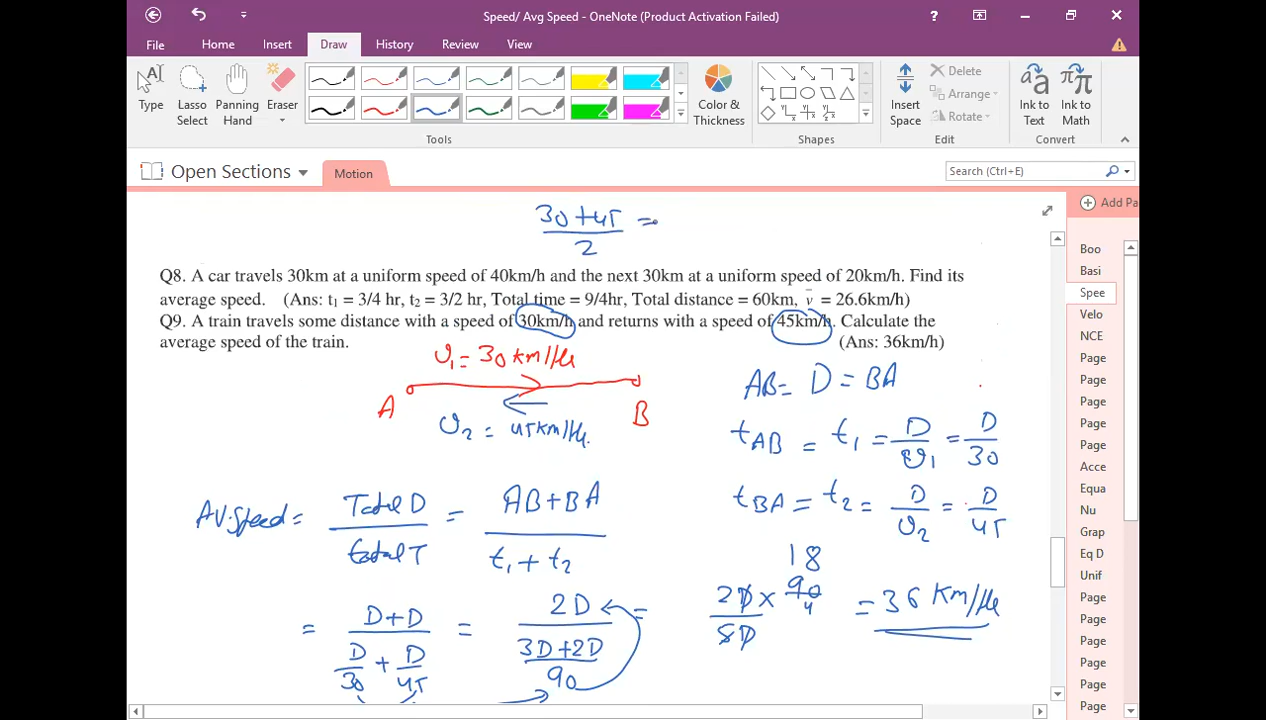 Speed/ Avg Speed - OneNote (Product Activation Failed)
File Home Insert Draw History Review View
Type Lasso Select Panning Hand Eraser
Color & Thickness
Insert Space
Delete
Arrange
Rotate
Ink to Text Ink to Math
Tools Shapes Edit Convert
Open Sections Motion Search (Ctrl+E)
Add Pa
30 + 45 / 2 =
Q8. A car travels 30km at a uniform speed of 40km/h and the next 30km at a uniform speed of 20km/h. Find its
average speed. (Ans: t₁ = 3/4 hr, t₂ = 3/2 hr, Total time = 9/4hr, Total distance = 60km, v̄ = 26.6km/h)
Q9. A train travels some distance with a speed of 30km/h and returns with a speed of 45km/h. Calculate the
average speed of the train. (Ans: 36km/h)
υ₁ = 30 km/hr
A B
υ₂ = 45km/hr.
AB = D = BA
t AB = t₁ = D/υ₁ = D/30
t BA = t₂ = D/υ₂ = D/45
AV. Speed = Total D / total T = AB + BA / t₁ + t₂
= D + D / D/30 + D/45 = 2D / 3D + 2D / 90 =
18
2D / 5D × 90 / 4 = 36 Km/hr
Boo
Basi
Spee
Velo
NCE
Page
Page
Page
Page
Page
Acce
Equa
Nu
Grap
Eq D
Unif
Page
Page
Page
Page
Page
Page